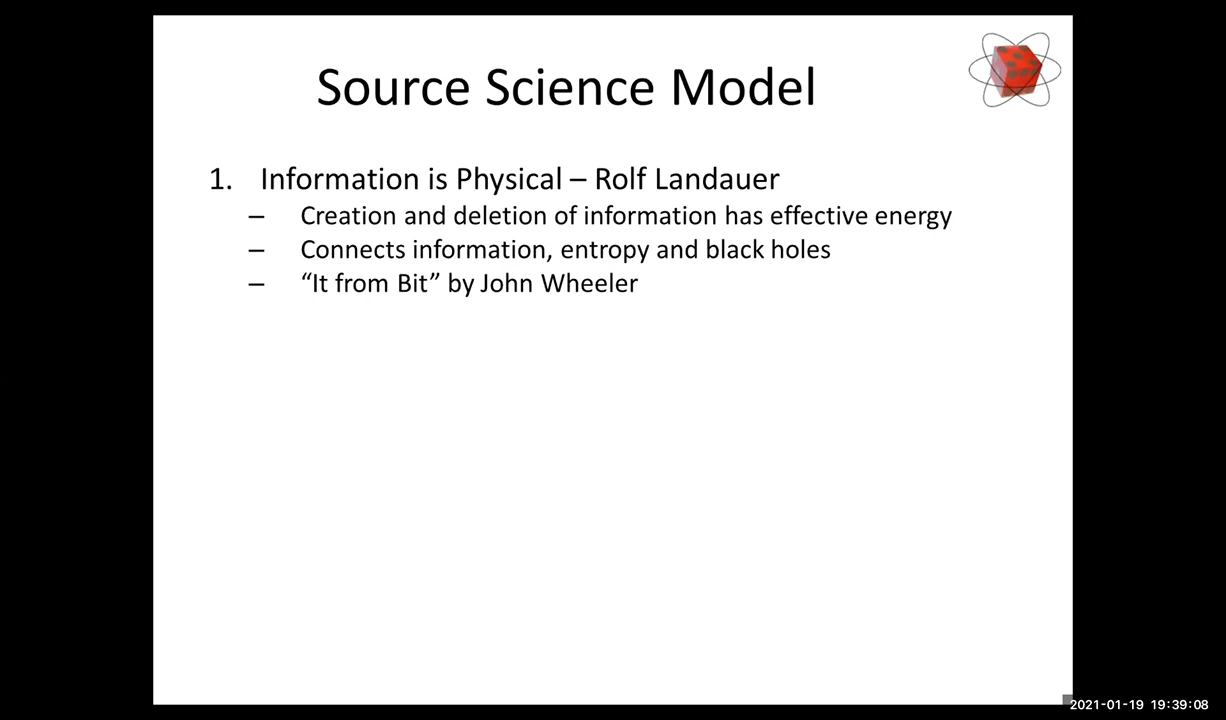 Source Science Model
1. Information is Physical – Rolf Landauer
– Creation and deletion of information has effective energy
– Connects information, entropy and black holes
– “It from Bit” by John Wheeler
2021-01-19 19:39:08